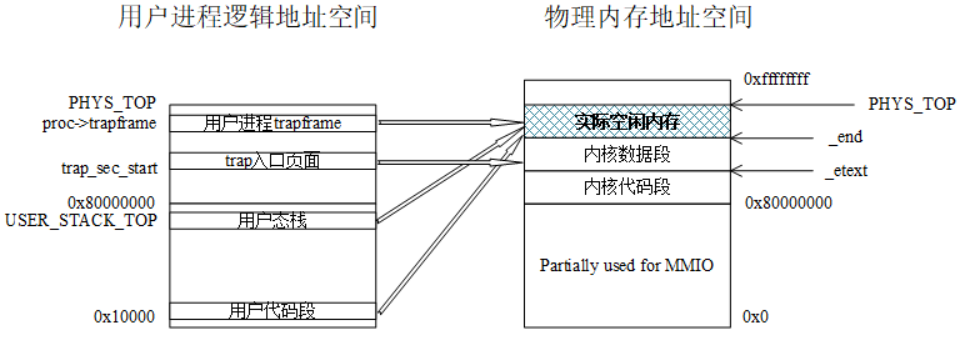 用户进程逻辑地址空间
物理内存地址空间
0xffffffff
PHYS_TOP
PHYS_TOP
proc->trapframe
用户进程trapframe
实际空闲内存
_end
trap入口页面
内核数据段
trap_sec_start
_etext
内核代码段
0x80000000
0x80000000
USER_STACK_TOP
用户态栈
Partially used for MMIO
用户代码段
0x10000
0x0